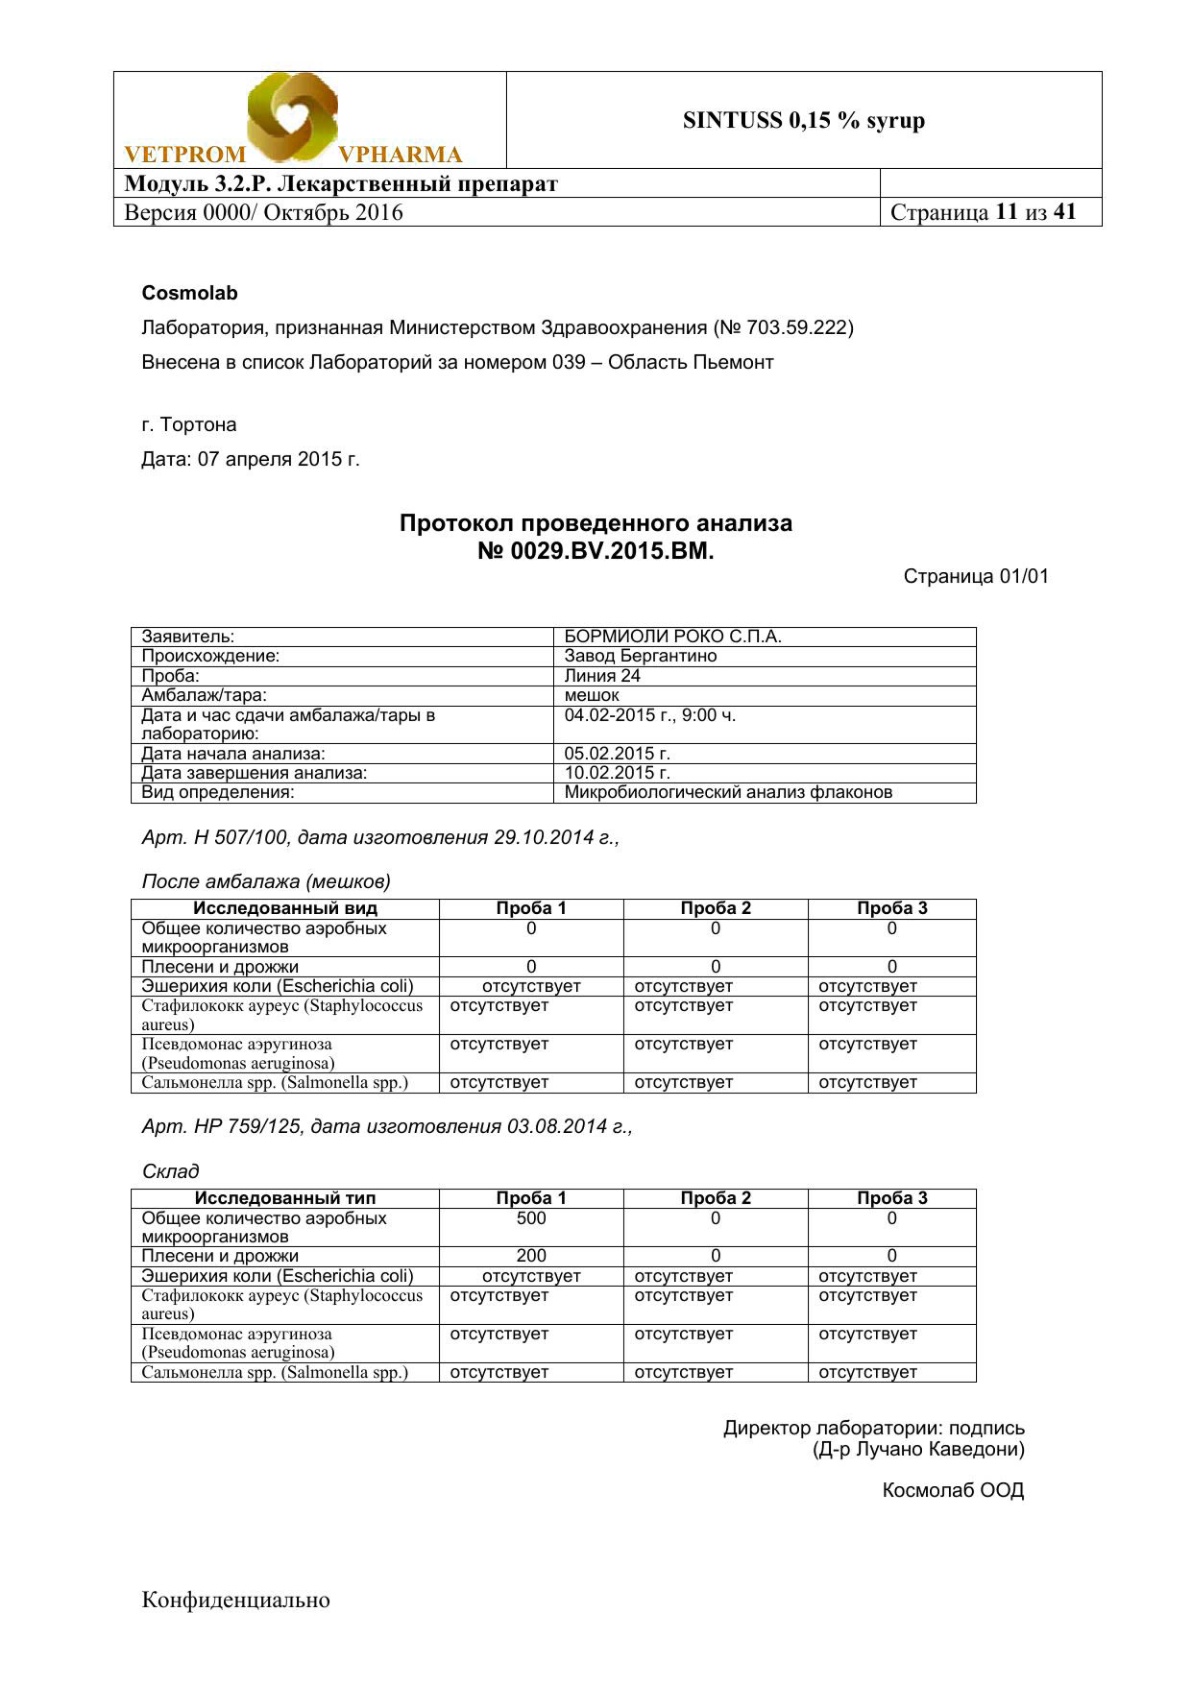 VETPROM VPHARMA
SINTUSS 0,15 % syrup
Модуль 3.2.Р. Лекарственный препарат
Версия 0000/ Октябрь 2016
Страница 11 из 41
Cosmolab
Лаборатория, признанная Министерством Здравоохранения (№ 703.59.222)
Внесена в список Лабораторий за номером 039 – Область Пьемонт
г. Тортона
Дата: 07 апреля 2015 г.
Протокол проведенного анализа
№ 0029.BV.2015.BM.
Страница 01/01
Заявитель: БОРМИОЛИ РОКО С.П.А.
Происхождение: Завод Бергантино
Проба: Линия 24
Амбалаж/тара: мешок
Дата и час сдачи амбалажа/тары в 04.02-2015 г., 9:00 ч.
лабораторию:
Дата начала анализа: 05.02.2015 г.
Дата завершения анализа: 10.02.2015 г.
Вид определения: Микробиологический анализ флаконов
Арт. Н 507/100, дата изготовления 29.10.2014 г.,
После амбалажа (мешков)
Исследованный вид Проба 1 Проба 2 Проба 3
Общее количество аэробных 0 0 0
микроорганизмов
Плесени и дрожжи 0 0 0
Эшерихия коли (Escherichia coli) отсутствует отсутствует отсутствует
Стафилококк ауреус (Staphylococcus отсутствует отсутствует отсутствует
aureus)
Псевдомонас аэругиноза отсутствует отсутствует отсутствует
(Pseudomonas aeruginosa)
Сальмонелла spp. (Salmonella spp.) отсутствует отсутствует отсутствует
Арт. НР 759/125, дата изготовления 03.08.2014 г.,
Склад
Исследованный тип Проба 1 Проба 2 Проба 3
Общее количество аэробных 500 0 0
микроорганизмов
Плесени и дрожжи 200 0 0
Эшерихия коли (Escherichia coli) отсутствует отсутствует отсутствует
Стафилококк ауреус (Staphylococcus отсутствует отсутствует отсутствует
aureus)
Псевдомонас аэругиноза отсутствует отсутствует отсутствует
(Pseudomonas aeruginosa)
Сальмонелла spp. (Salmonella spp.) отсутствует отсутствует отсутствует
Директор лаборатории: подпись
(Д-р Лучано Каведони)
Космолаб ООД
Конфиденциально